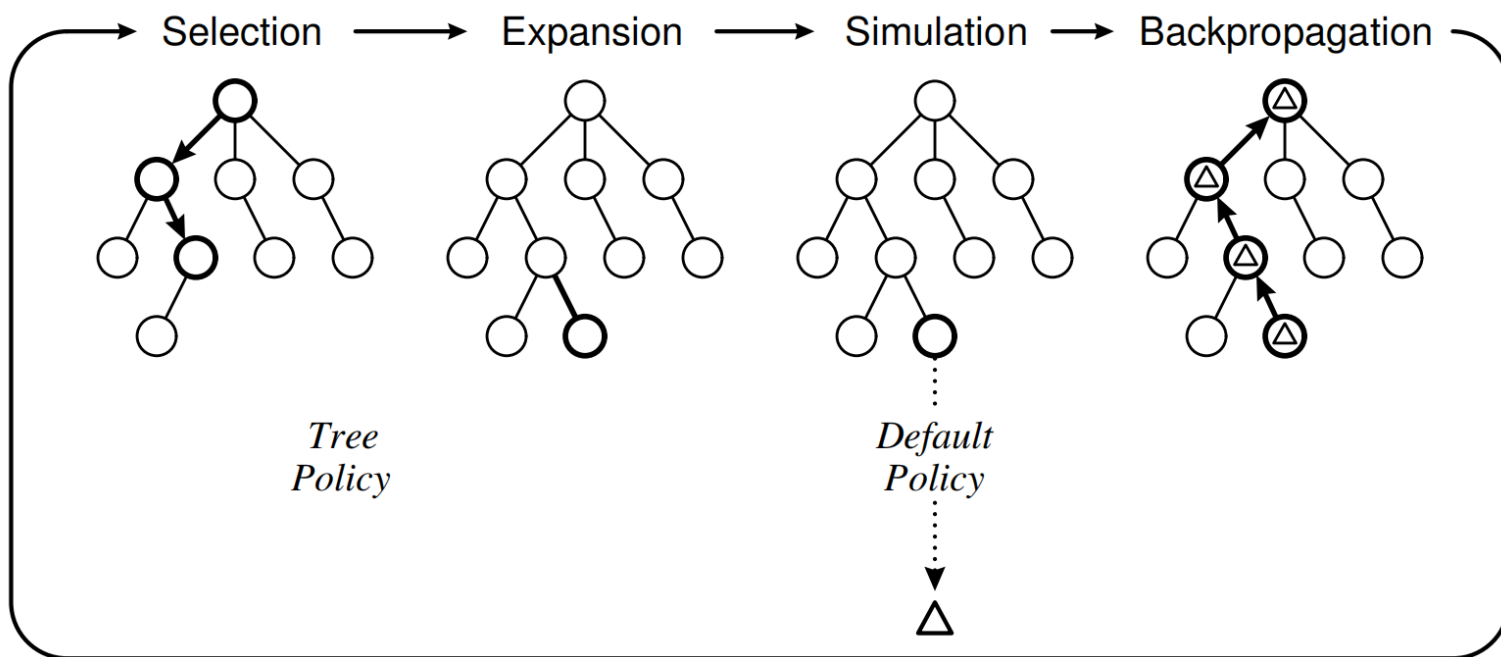 Selection Expansion Simulation Backpropagation
Tree
Policy
Default
Policy